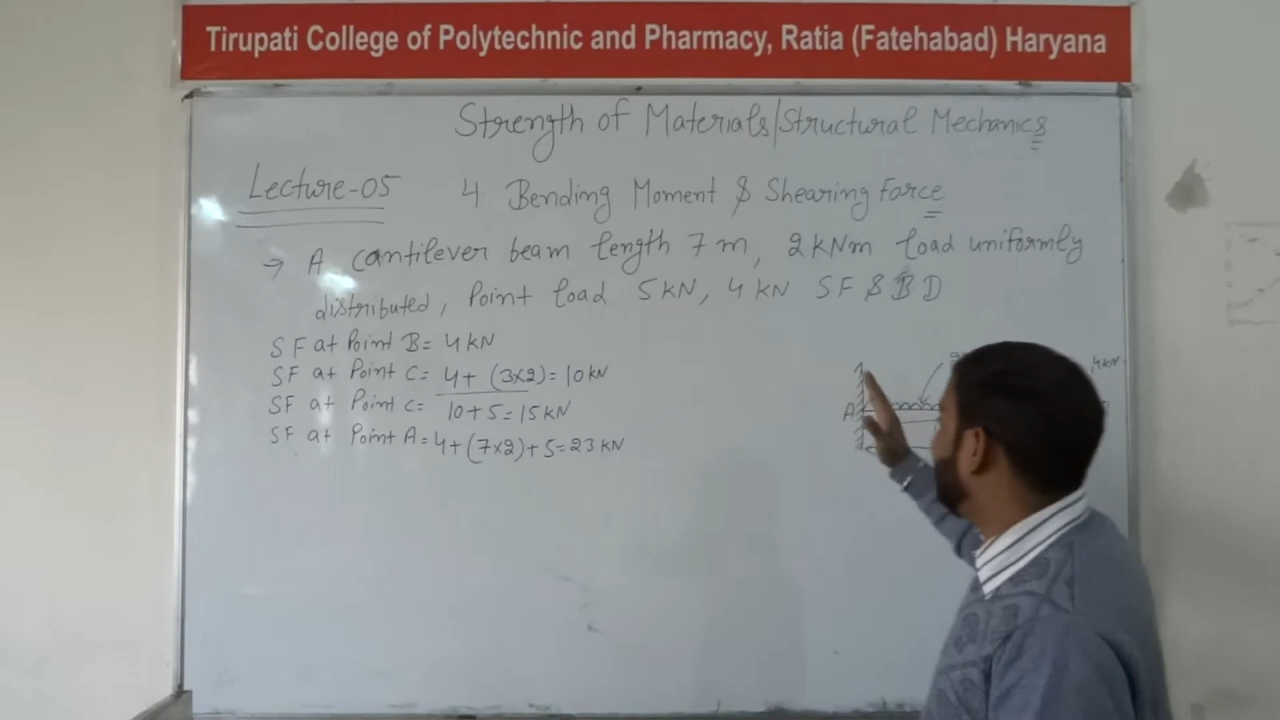 Tirupati College of Polytechnic and Pharmacy, Ratia (Fatehabad) Haryana
Strength of Materials/Structural Mechanics
Lecture-05 4 Bending Moment & Shearing Force
→ A cantilever beam length 7 m, 2 kNm load uniformly
distributed, Point load 5 kN, 4 kN SF & B D
SF at Point B = 4 kN
SF at Point C = 4 + (3×2) = 10 kN
SF at Point C = 10 + 5 = 15 kN
SF at Point A = 4 + (7×2) + 5 = 23 kN
4kN
A